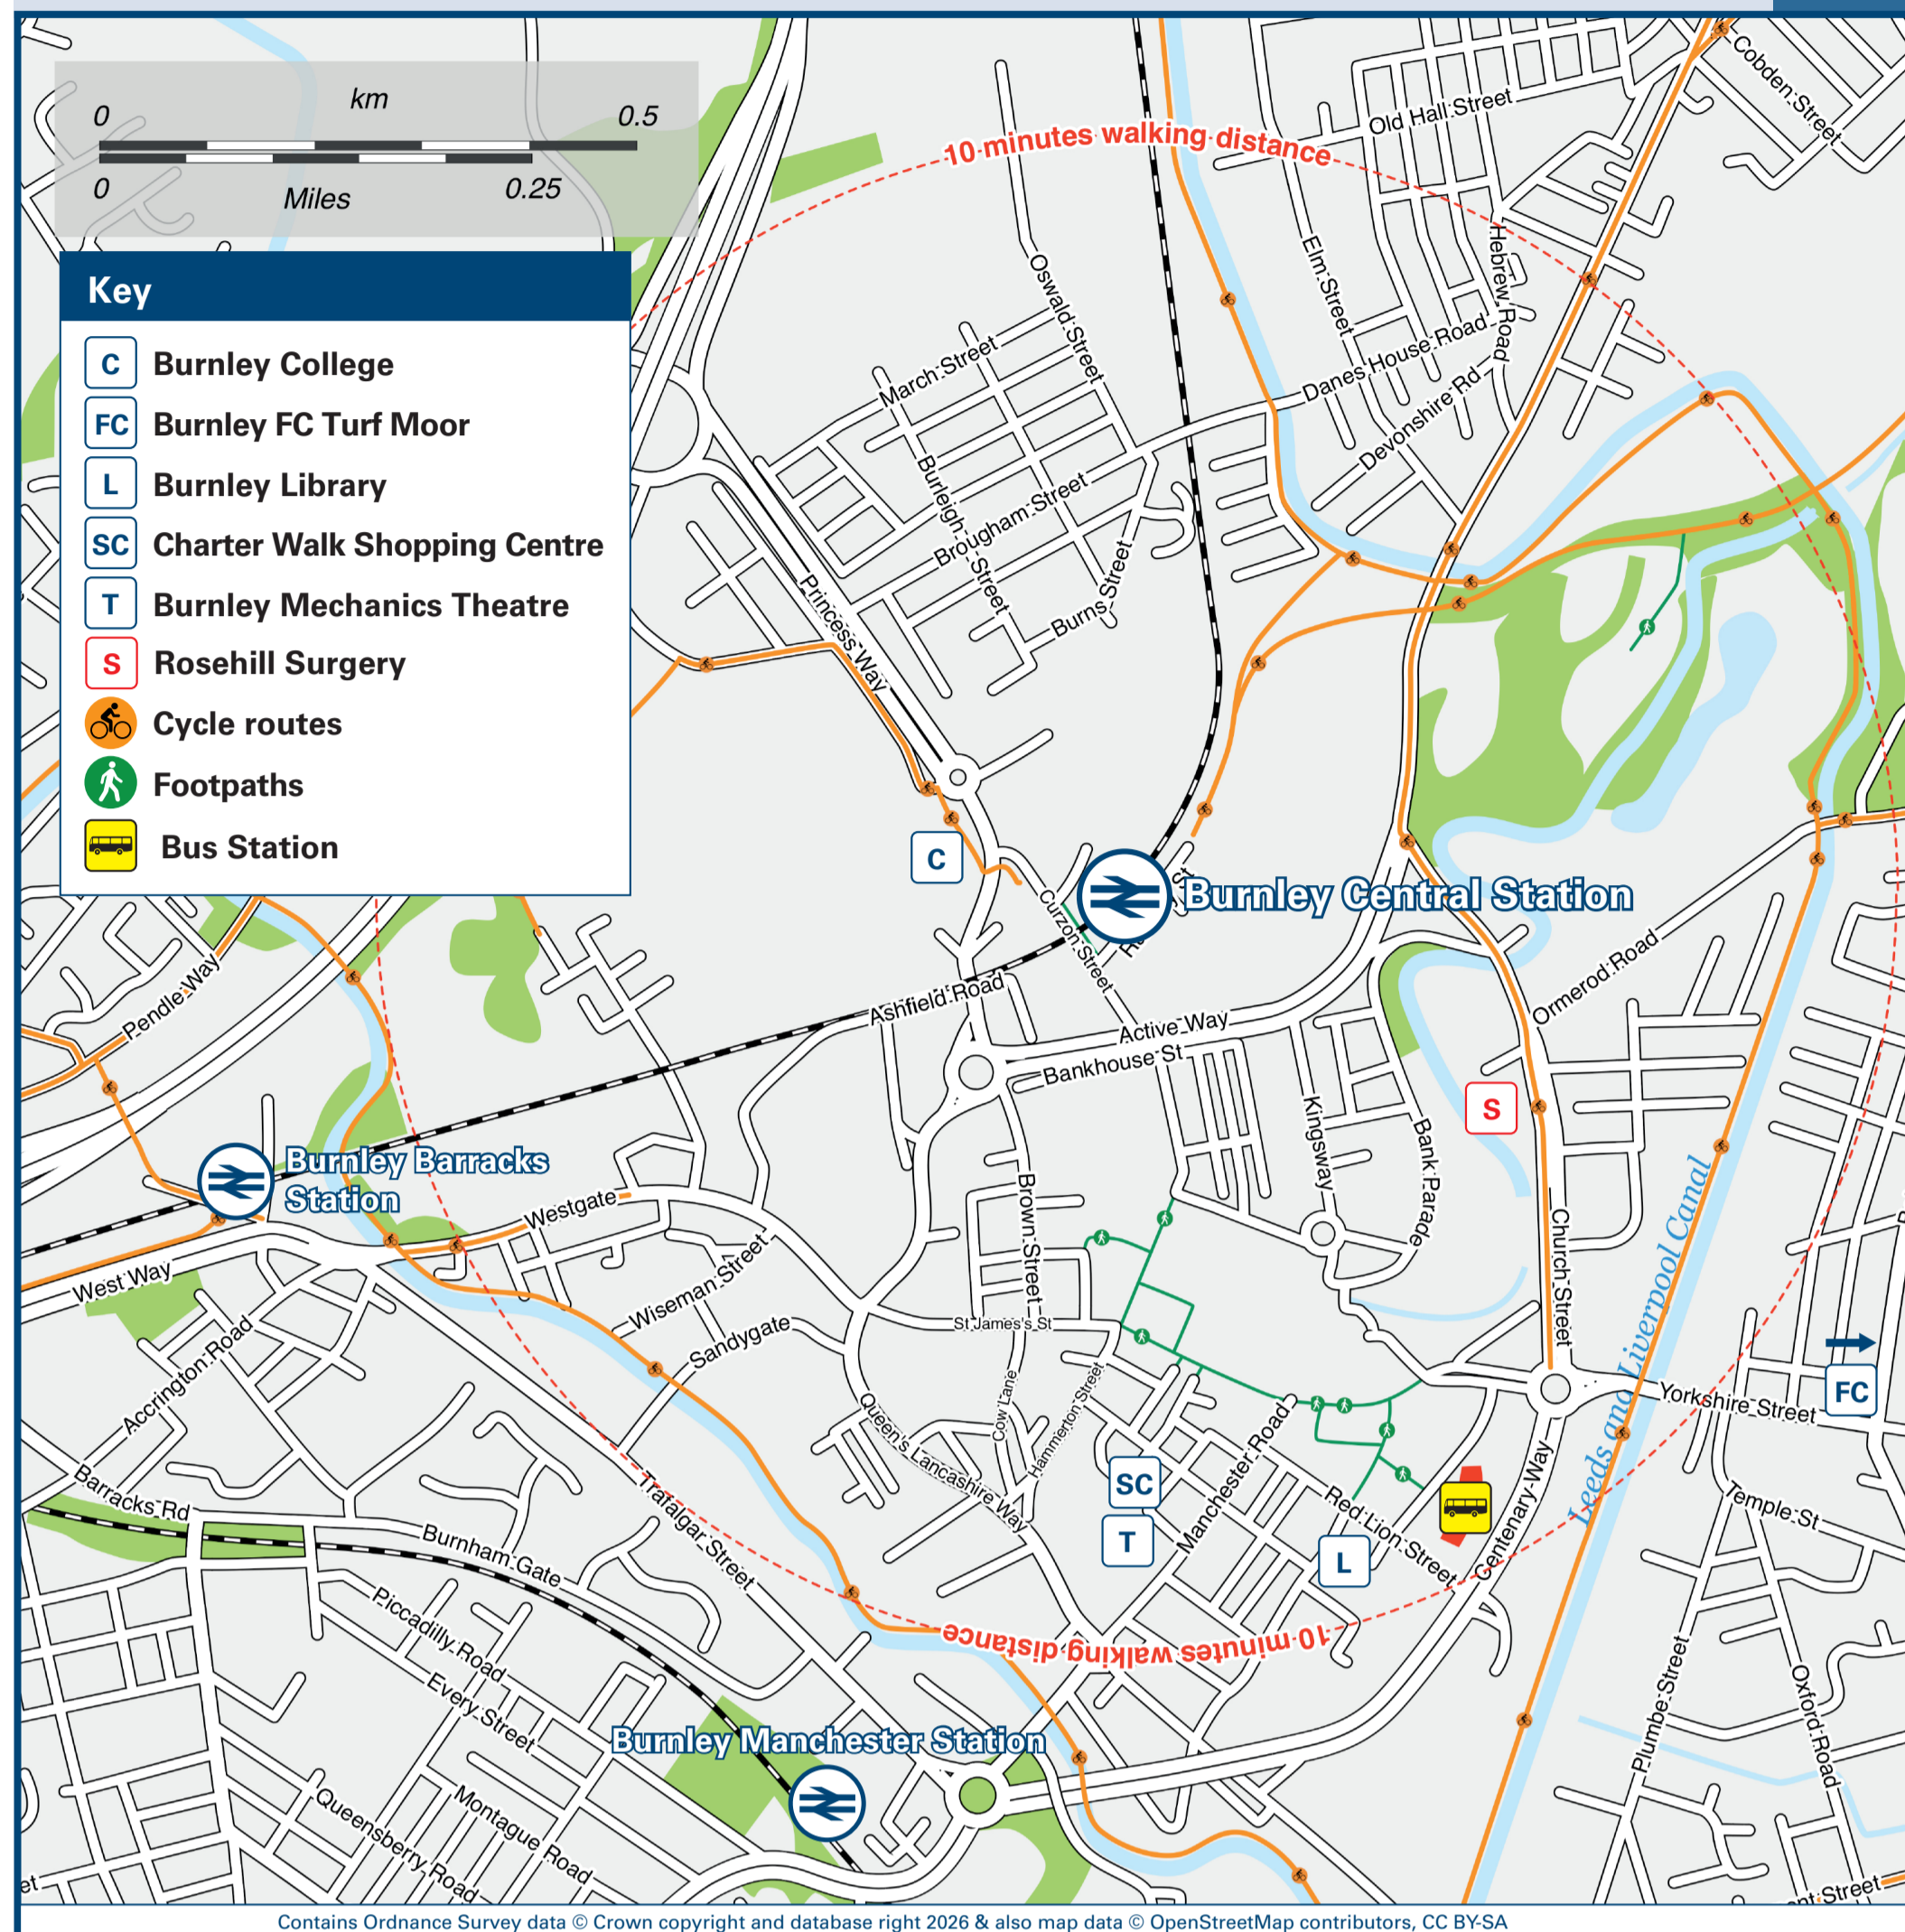 km
0
0.5
0
Miles
0.25
Key
C Burnley College
FC Burnley FC Turf Moor
L Burnley Library
SC Charter Walk Shopping Centre
T Burnley Mechanics Theatre
S Rosehill Surgery
Cycle routes
Footpaths
Bus Station
10 minutes walking distance
Old Hall Street
Cobden Street
Oswald Street
Elm Street
Hebrew Road
March Street
Danes House Road
Devonshire Rd
Burleigh Street
Brougham Street
Burns Street
Princess Way
C
Burnley Central Station
Curzon Street
Pendle Way
Ashfield Road
Active Way
Bankhouse St
Ormerod Road
S
Kingsway
Bank Parade
Burnley Barracks
Station
Westgate
Brown Street
Church Street
Leeds and Liverpool Canal
West Way
Wiseman Street
Sandygate
St James's St
Accrington Road
FC
Yorkshire Street
Cow Lane
Hammerton Street
Queen's Lancashire Way
Manchester Road
SC
T
L
Red Lion Street
Centenary Way
Temple St
Barracks Rd
Trafalgar Street
Burnham Gate
10 minutes walking distance
Piccadilly Road
Every Street
Burnley Manchester Station
Plumbe Street
Oxford Road
Queensberry Road
Montague Road
et
nt Street
Contains Ordnance Survey data © Crown copyright and database right 2026 & also map data © OpenStreetMap contributors, CC BY-SA